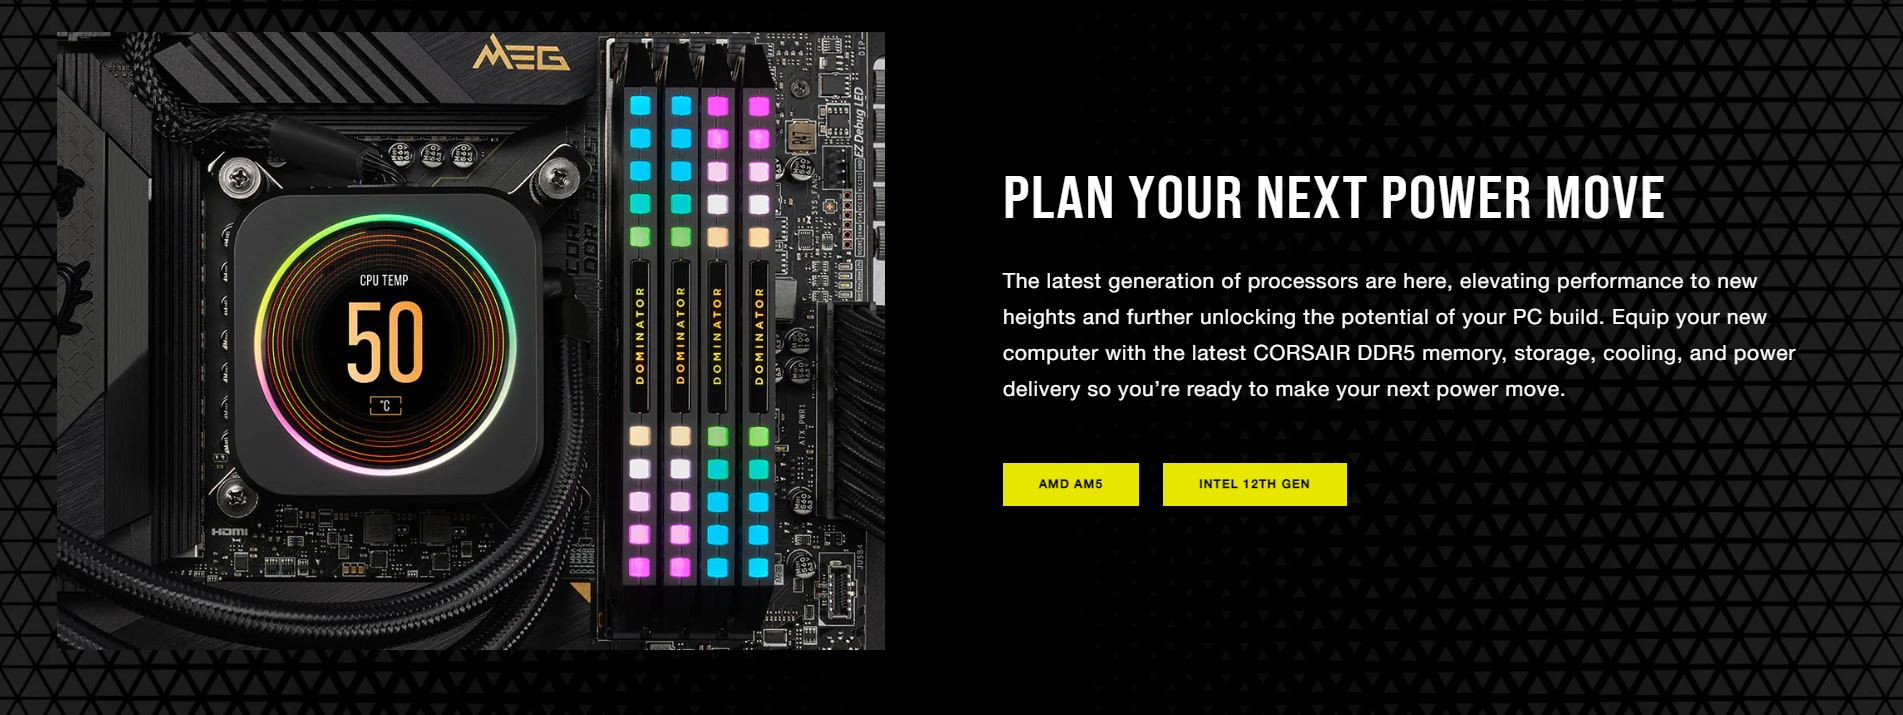 MEG
EZ Debug LED
CPU TEMP
50
°C
DOMINATOR
DOMINATOR
DOMINATOR
DOMINATOR
ATX_PWR1
HDMI
JUSB4
PLAN YOUR NEXT POWER MOVE
The latest generation of processors are here, elevating performance to new
heights and further unlocking the potential of your PC build. Equip your new
computer with the latest CORSAIR DDR5 memory, storage, cooling, and power
delivery so you’re ready to make your next power move.
AMD AM5
INTEL 12TH GEN